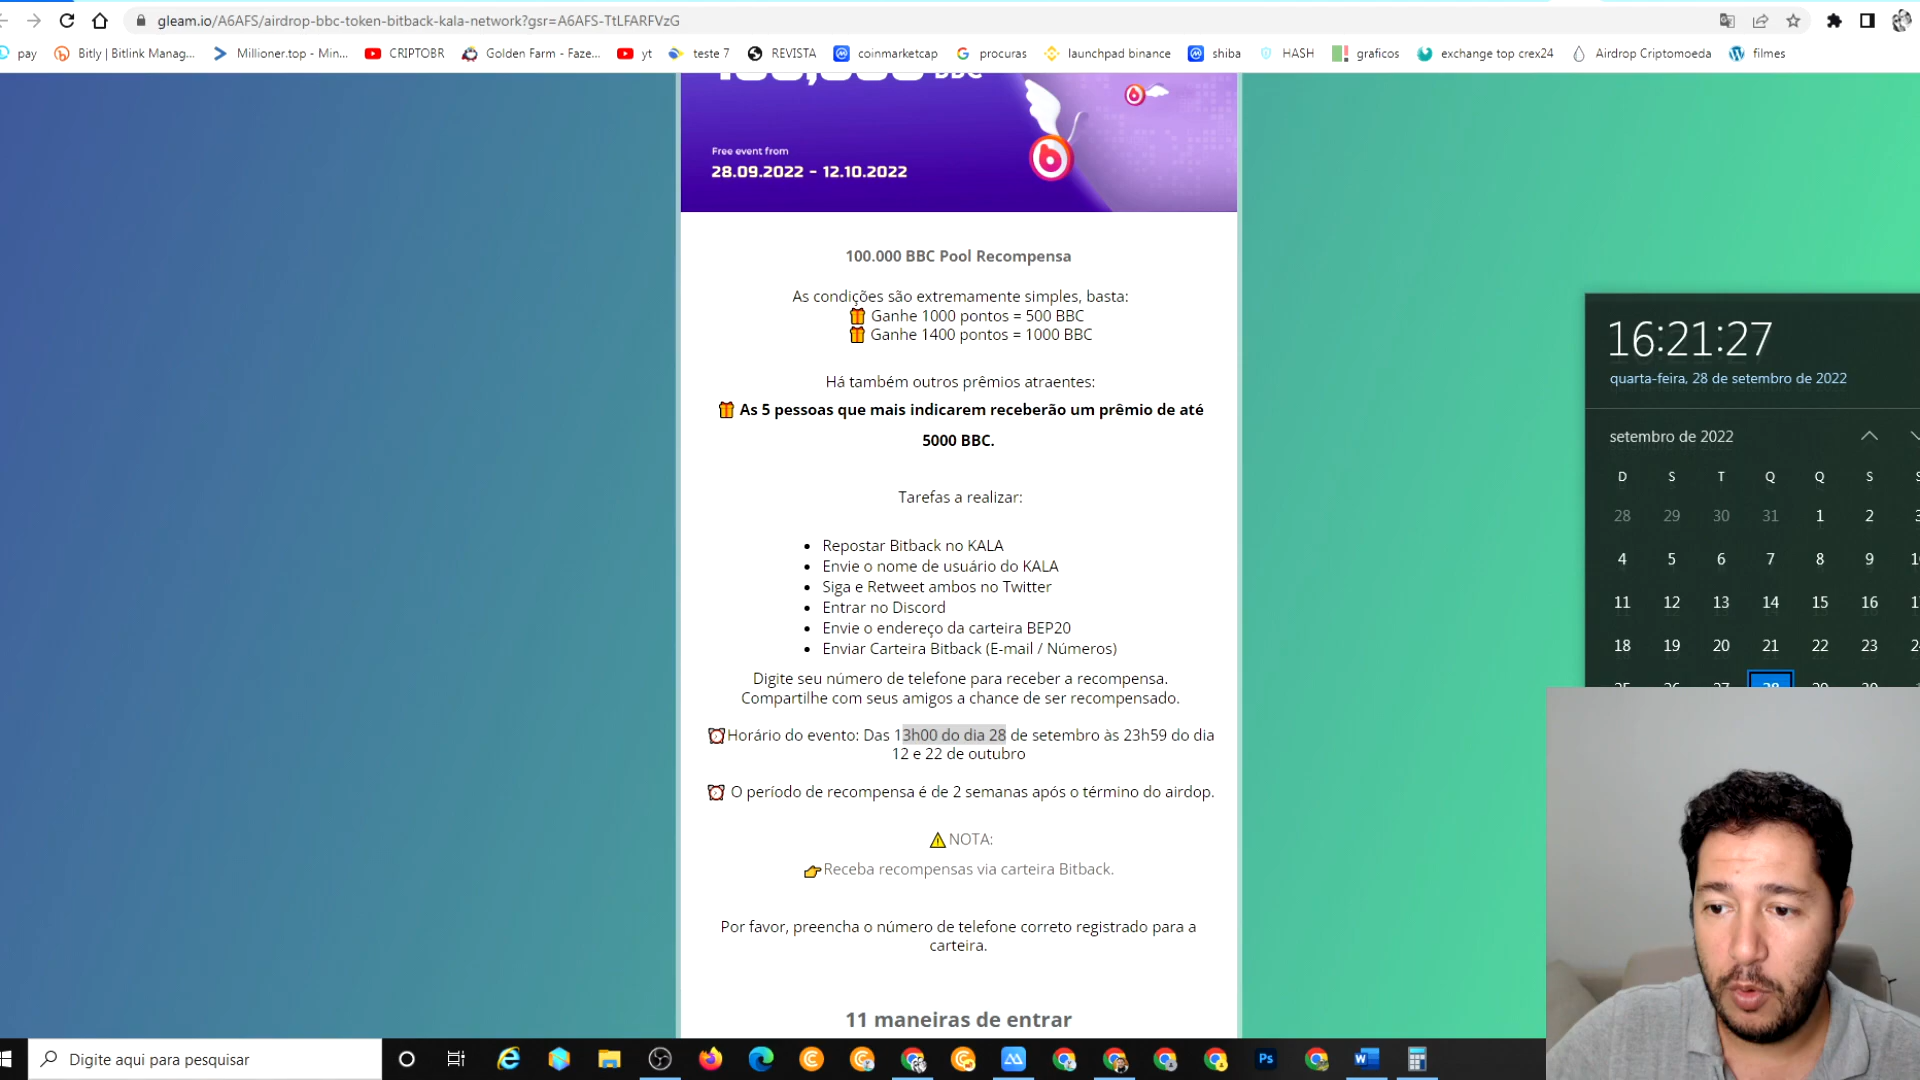 gleam.io/A6AFS/airdrop-bbc-token-bitback-kala-network?gsr=A6AFS-TtLFARFVzG
pay Bitly | Bitlink Manag... Millioner.top - Min... CRIPTOBR Golden Farm - Faze... yt teste 7 REVISTA coinmarketcap procuras launchpad binance shiba HASH graficos exchange top crex24 Airdrop Criptomoeda filmes
Free event from
28.09.2022 - 12.10.2022
100.000 BBC Pool Recompensa
As condições são extremamente simples, basta:
Ganhe 1000 pontos = 500 BBC
Ganhe 1400 pontos = 1000 BBC
Há também outros prêmios atraentes:
As 5 pessoas que mais indicarem receberão um prêmio de até
5000 BBC.
Tarefas a realizar:
• Repostar Bitback no KALA
• Envie o nome de usuário do KALA
• Siga e Retweet ambos no Twitter
• Entrar no Discord
• Envie o endereço da carteira BEP20
• Enviar Carteira Bitback (E-mail / Números)
Digite seu número de telefone para receber a recompensa.
Compartilhe com seus amigos a chance de ser recompensado.
Horário do evento: Das 13h00 do dia 28 de setembro às 23h59 do dia
12 e 22 de outubro
O período de recompensa é de 2 semanas após o término do airdop.
NOTA:
Receba recompensas via carteira Bitback.
Por favor, preencha o número de telefone correto registrado para a
carteira.
11 maneiras de entrar
16:21:27
quarta-feira, 28 de setembro de 2022
setembro de 2022
D S T Q Q S
28 29 30 31 1 2
4 5 6 7 8 9
11 12 13 14 15 16
18 19 20 21 22 23
25 26 27 28 29 30
Digite aqui para pesquisar
Ps